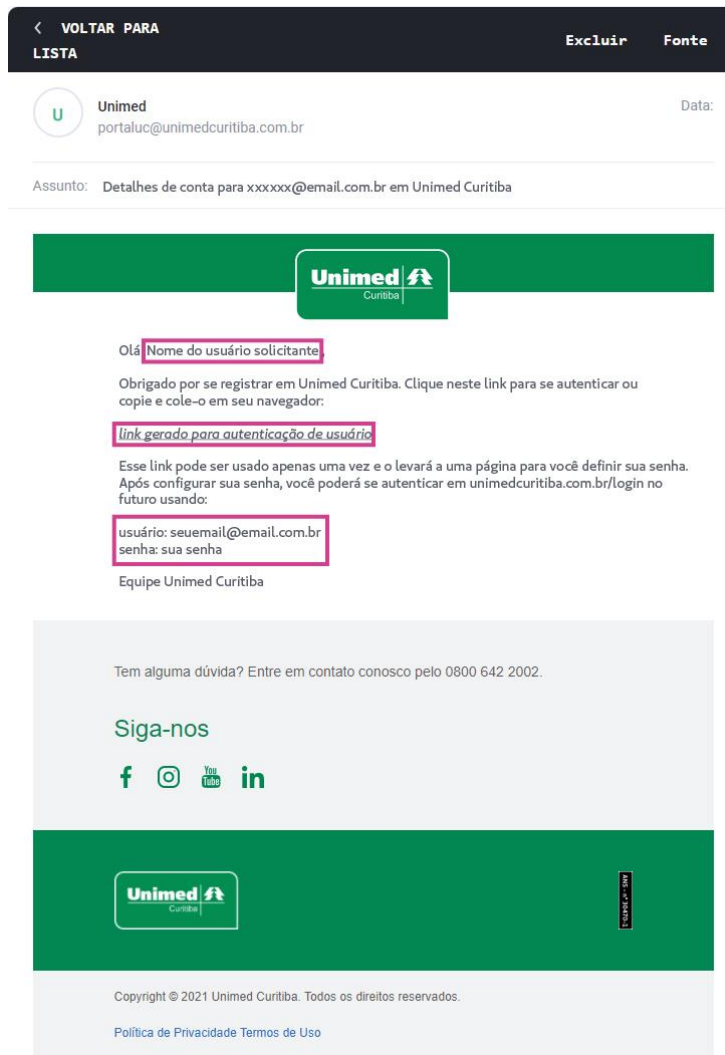 VOLTAR PARA
LISTA
Excluir Fonte
U
Unimed
portaluc@unimedcuritiba.com.br
Data:
Assunto: Detalhes de conta para xxxxxx@email.com.br em Unimed Curitiba
Unimed
Curitiba
Olá Nome do usuário solicitante,
Obrigado por se registrar em Unimed Curitiba. Clique neste link para se autenticar ou
copie e cole-o em seu navegador:
link gerado para autenticação de usuário
Esse link pode ser usado apenas uma vez e o levará a uma página para você definir sua senha.
Após configurar sua senha, você poderá se autenticar em unimedcuritiba.com.br/login no
futuro usando:
usuário: seuemail@email.com.br
senha: sua senha
Equipe Unimed Curitiba
Tem alguma dúvida? Entre em contato conosco pelo 0800 642 2002.
Siga-nos
f You Tube in
Unimed
Curitiba
ANS - nº 30470-1
Copyright © 2021 Unimed Curitiba. Todos os direitos reservados.
Política de Privacidade Termos de Uso